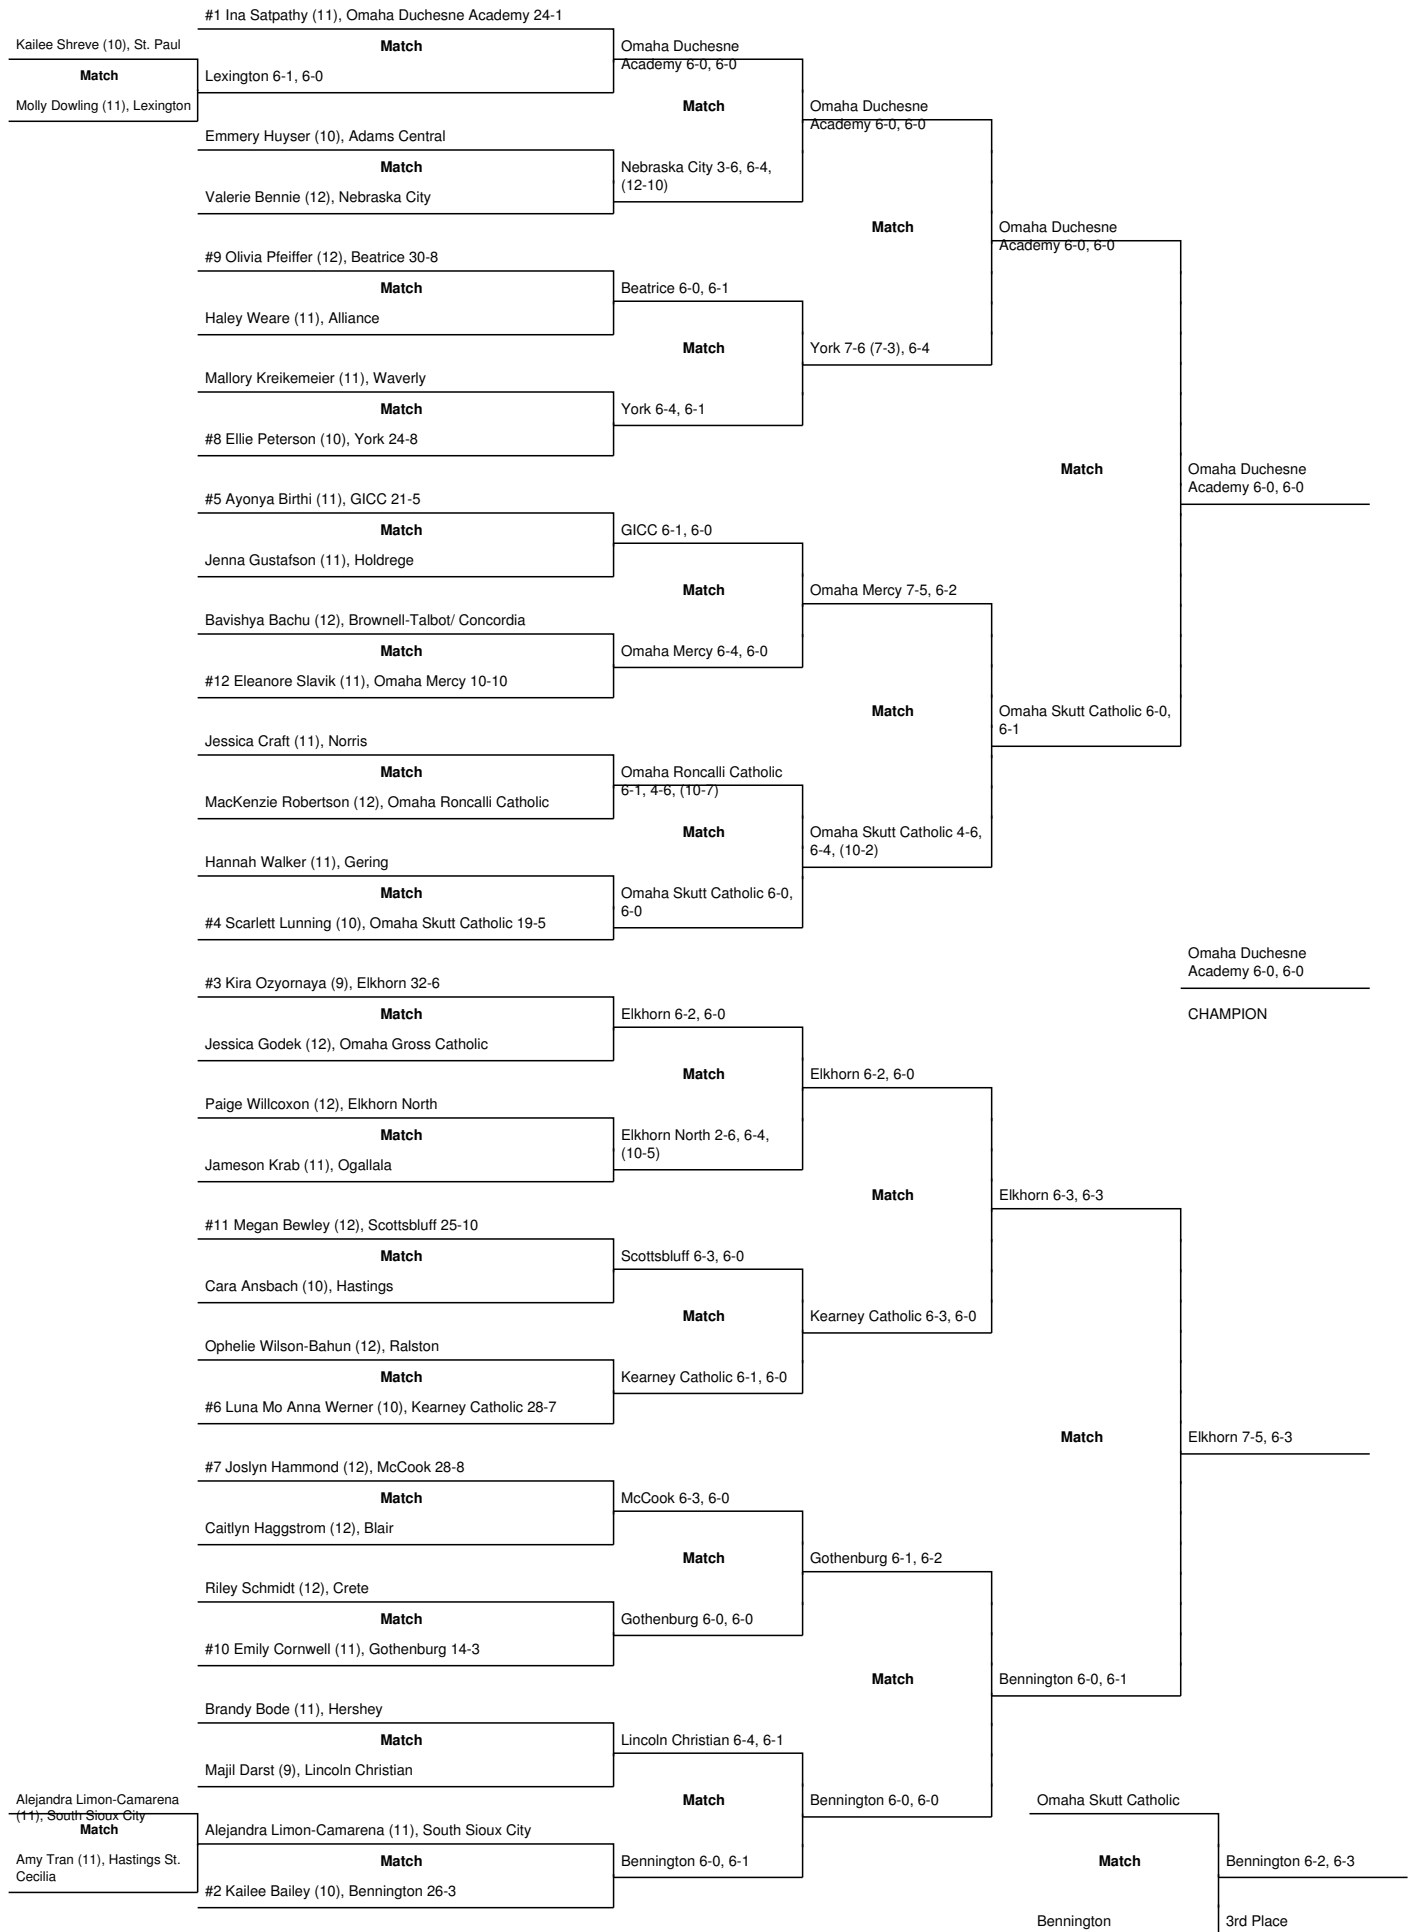 #1 Ina Satpathy (11), Omaha Duchesne Academy 24-1
Kailee Shreve (10), St. Paul
Match
Omaha Duchesne
Academy 6-0, 6-0
Match
Lexington 6-1, 6-0
Molly Dowling (11), Lexington
Match
Omaha Duchesne
Academy 6-0, 6-0
Emmery Huyser (10), Adams Central
Match
Nebraska City 3-6, 6-4,
(12-10)
Valerie Bennie (12), Nebraska City
Match
Omaha Duchesne
Academy 6-0, 6-0
#9 Olivia Pfeiffer (12), Beatrice 30-8
Match
Beatrice 6-0, 6-1
Haley Weare (11), Alliance
Match
York 7-6 (7-3), 6-4
Mallory Kreikemeier (11), Waverly
Match
York 6-4, 6-1
#8 Ellie Peterson (10), York 24-8
Match
Omaha Duchesne
Academy 6-0, 6-0
#5 Ayonya Birthi (11), GICC 21-5
Match
GICC 6-1, 6-0
Jenna Gustafson (11), Holdrege
Match
Omaha Mercy 7-5, 6-2
Bavishya Bachu (12), Brownell-Talbot/ Concordia
Match
Omaha Mercy 6-4, 6-0
#12 Eleanore Slavik (11), Omaha Mercy 10-10
Match
Omaha Skutt Catholic 6-0,
6-1
Jessica Craft (11), Norris
Match
Omaha Roncalli Catholic
6-1, 4-6, (10-7)
MacKenzie Robertson (12), Omaha Roncalli Catholic
Match
Omaha Skutt Catholic 4-6,
6-4, (10-2)
Hannah Walker (11), Gering
Match
Omaha Skutt Catholic 6-0,
6-0
#4 Scarlett Lunning (10), Omaha Skutt Catholic 19-5
Omaha Duchesne
Academy 6-0, 6-0
CHAMPION
#3 Kira Ozyornaya (9), Elkhorn 32-6
Match
Elkhorn 6-2, 6-0
Jessica Godek (12), Omaha Gross Catholic
Match
Elkhorn 6-2, 6-0
Paige Willcoxon (12), Elkhorn North
Match
Elkhorn North 2-6, 6-4,
(10-5)
Jameson Krab (11), Ogallala
Match
Elkhorn 6-3, 6-3
#11 Megan Bewley (12), Scottsbluff 25-10
Match
Scottsbluff 6-3, 6-0
Cara Ansbach (10), Hastings
Match
Kearney Catholic 6-3, 6-0
Ophelie Wilson-Bahun (12), Ralston
Match
Kearney Catholic 6-1, 6-0
#6 Luna Mo Anna Werner (10), Kearney Catholic 28-7
Match
Elkhorn 7-5, 6-3
#7 Joslyn Hammond (12), McCook 28-8
Match
McCook 6-3, 6-0
Caitlyn Haggstrom (12), Blair
Match
Gothenburg 6-1, 6-2
Riley Schmidt (12), Crete
Match
Gothenburg 6-0, 6-0
#10 Emily Cornwell (11), Gothenburg 14-3
Match
Bennington 6-0, 6-1
Brandy Bode (11), Hershey
Match
Lincoln Christian 6-4, 6-1
Majil Darst (9), Lincoln Christian
Match
Bennington 6-0, 6-0
Alejandra Limon-Camarena
(11), South Sioux City
Match
Alejandra Limon-Camarena (11), South Sioux City
Amy Tran (11), Hastings St.
Cecilia
Match
Bennington 6-0, 6-1
#2 Kailee Bailey (10), Bennington 26-3
Omaha Skutt Catholic
Match
Bennington 6-2, 6-3
Bennington
3rd Place